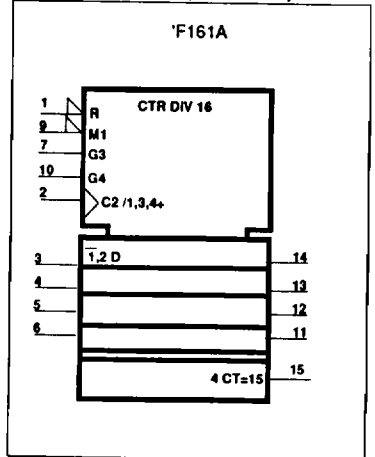 'F161A
CTR DIV 16
1 R
9 M1
7 G3
10 G4
2 C2 /1,3,4+
3 1̅,2 D 14
4 13
5 12
6 11
4 CT=15 15